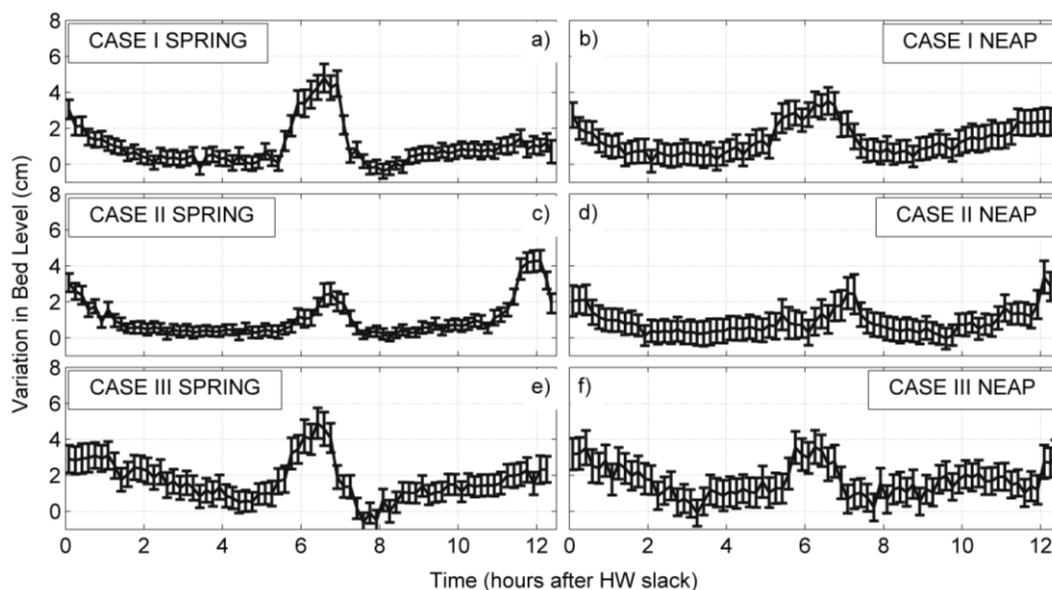 8
6
4
2
0
CASE I SPRING
a)
b)
CASE I NEAP
8
6
4
2
0
CASE II SPRING
c)
d)
CASE II NEAP
8
6
4
2
0
CASE III SPRING
e)
f)
CASE III NEAP
Variation in Bed Level (cm)
0 2 4 6 8 10 12
0 2 4 6 8 10 12
Time (hours after HW slack)